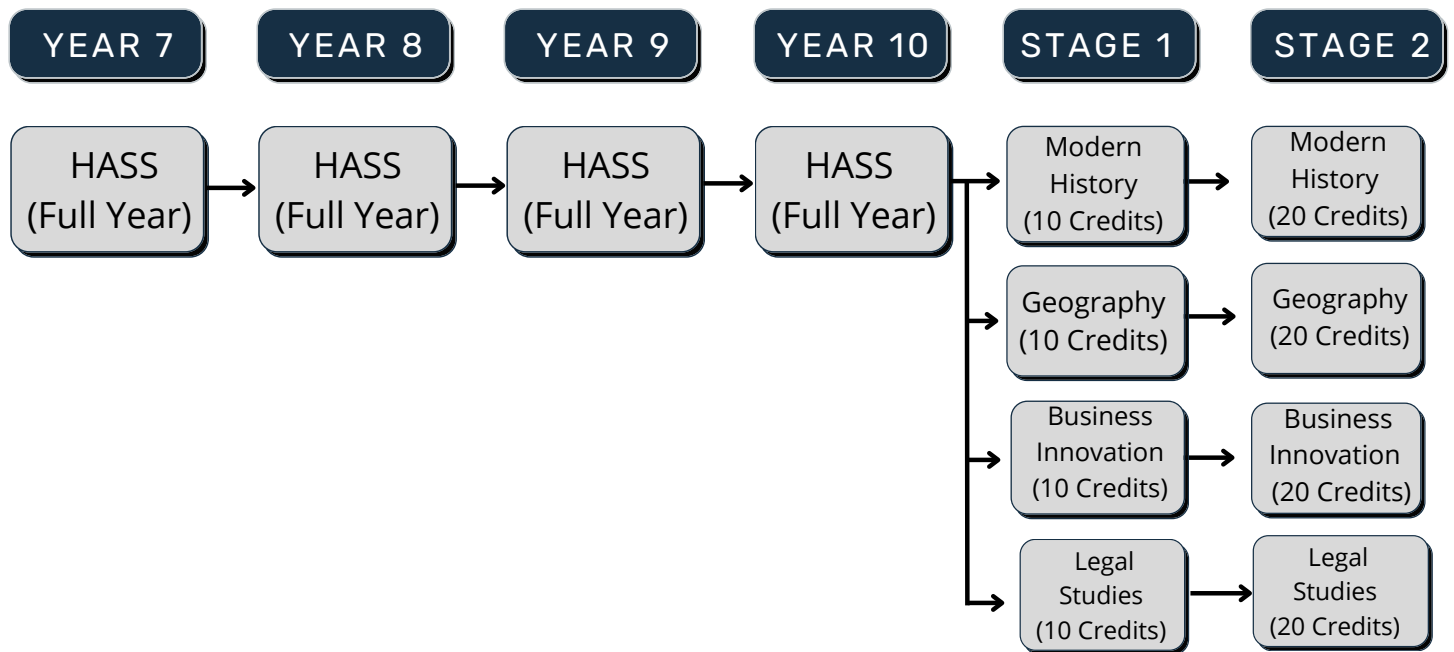 YEAR 7
YEAR 8
YEAR 9
YEAR 10
STAGE 1
STAGE 2
HASS
(Full Year)
HASS
(Full Year)
HASS
(Full Year)
HASS
(Full Year)
Modern
History
(10 Credits)
Modern
History
(20 Credits)
Geography
(10 Credits)
Geography
(20 Credits)
Business
Innovation
(10 Credits)
Business
Innovation
(20 Credits)
Legal
Studies
(10 Credits)
Legal
Studies
(20 Credits)